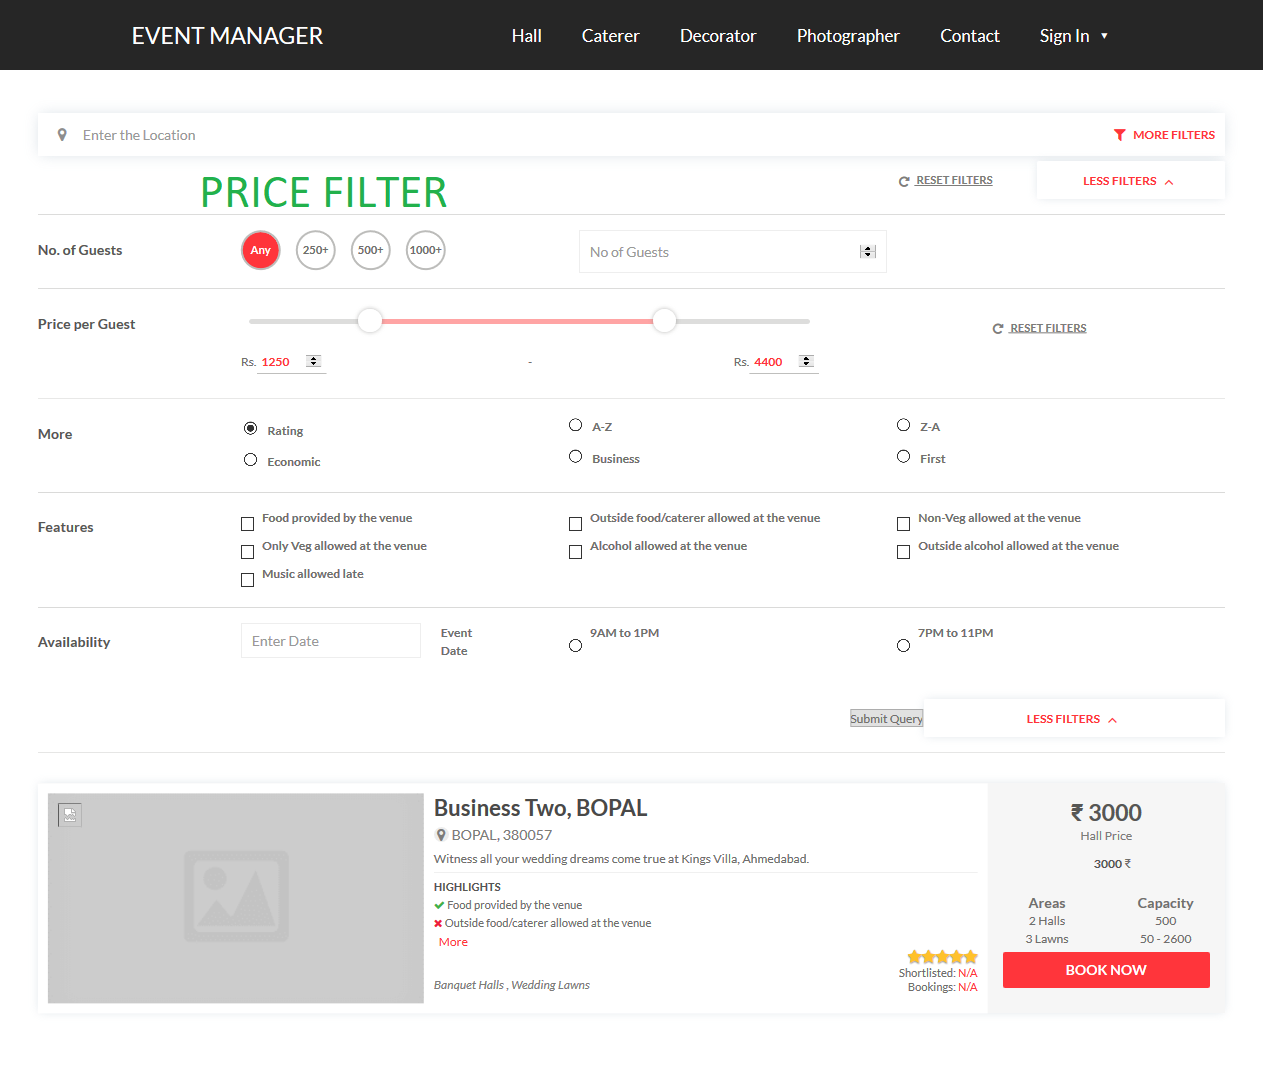 EVENT MANAGER Hall Caterer Decorator Photographer Contact Sign In ▾
Enter the Location MORE FILTERS
PRICE FILTER RESET FILTERS LESS FILTERS
No. of Guests Any 250+ 500+ 1000+ No of Guests
Price per Guest RESET FILTERS
Rs. 1250 - Rs. 4400
More Rating A-Z Z-A
Economic Business First
Features Food provided by the venue Outside food/caterer allowed at the venue Non-Veg allowed at the venue
Only Veg allowed at the venue Alcohol allowed at the venue Outside alcohol allowed at the venue
Music allowed late
Availability Enter Date Event Date 9AM to 1PM 7PM to 11PM
Submit Query LESS FILTERS
Business Two, BOPAL
BOPAL, 380057
Witness all your wedding dreams come true at Kings Villa, Ahmedabad.
HIGHLIGHTS
✔ Food provided by the venue
✖ Outside food/caterer allowed at the venue
More
Banquet Halls , Wedding Lawns
Shortlisted: N/A
Bookings: N/A
₹ 3000
Hall Price
3000 ₹
Areas Capacity
2 Halls 500
3 Lawns 50 - 2600
BOOK NOW